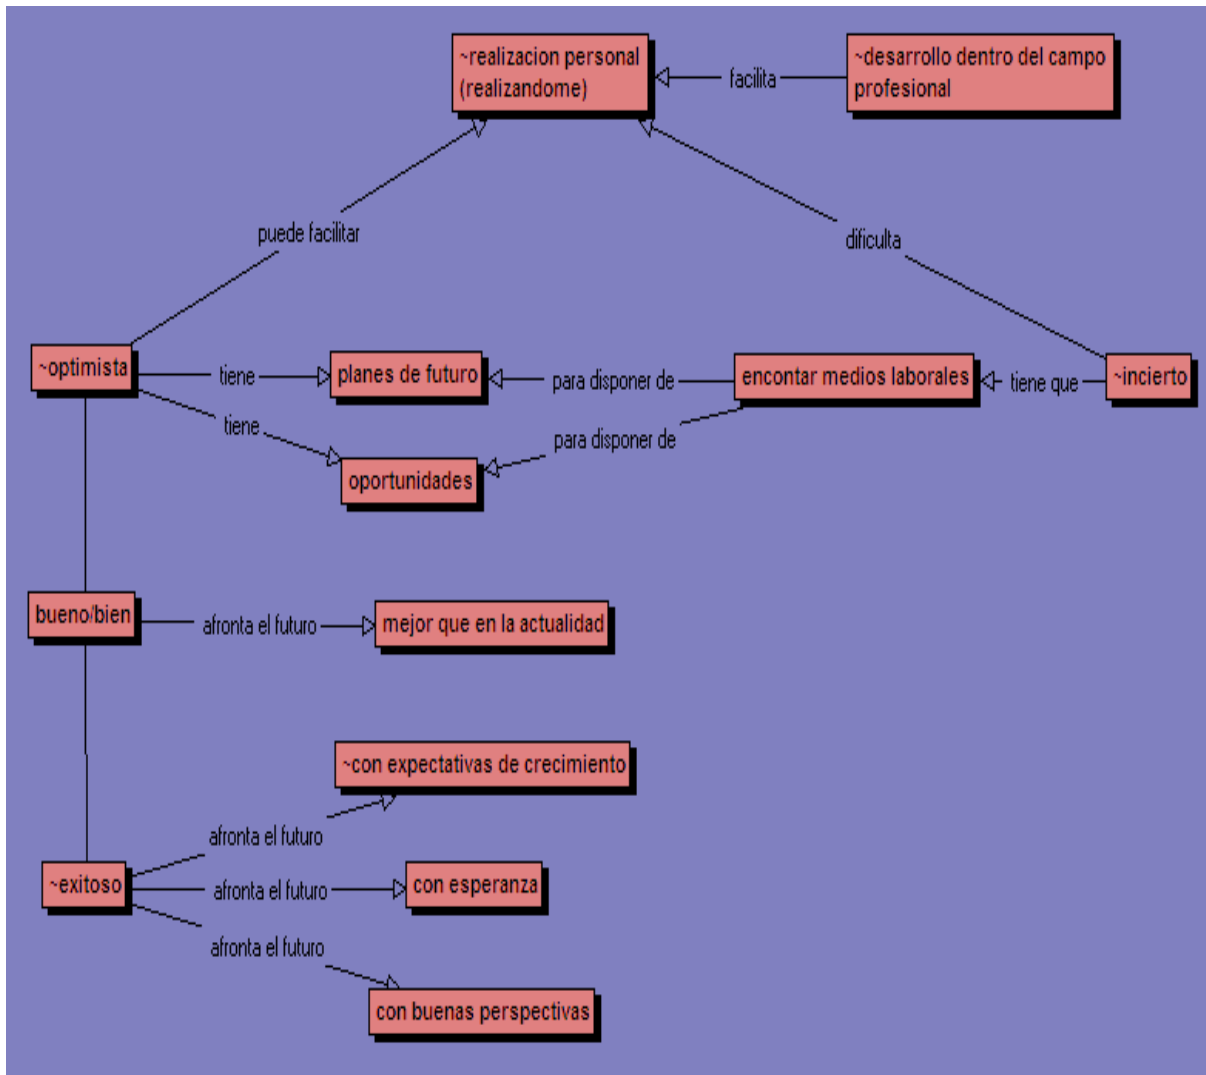 ~realizacion personal
(realizandome)
facilita
~desarrollo dentro del campo
profesional
puede facilitar
dificulta
~optimista
tiene
planes de futuro
para disponer de
encontar medios laborales
tiene que
~incierto
tiene
para disponer de
oportunidades
bueno/bien
afronta el futuro
mejor que en la actualidad
~con expectativas de crecimiento
afronta el futuro
~exitoso
afronta el futuro
con esperanza
afronta el futuro
con buenas perspectivas